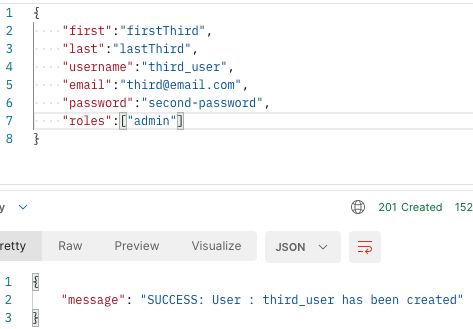 1 {
2 "first":"firstThird",
3 "last":"lastThird",
4 "username":"third_user",
5 "email":"third@email.com",
6 "password":"second-password",
7 "roles":["admin"]
8 }
y 201 Created 152
retty Raw Preview Visualize JSON
1 {
2 "message": "SUCCESS: User : third_user has been created"
3 }